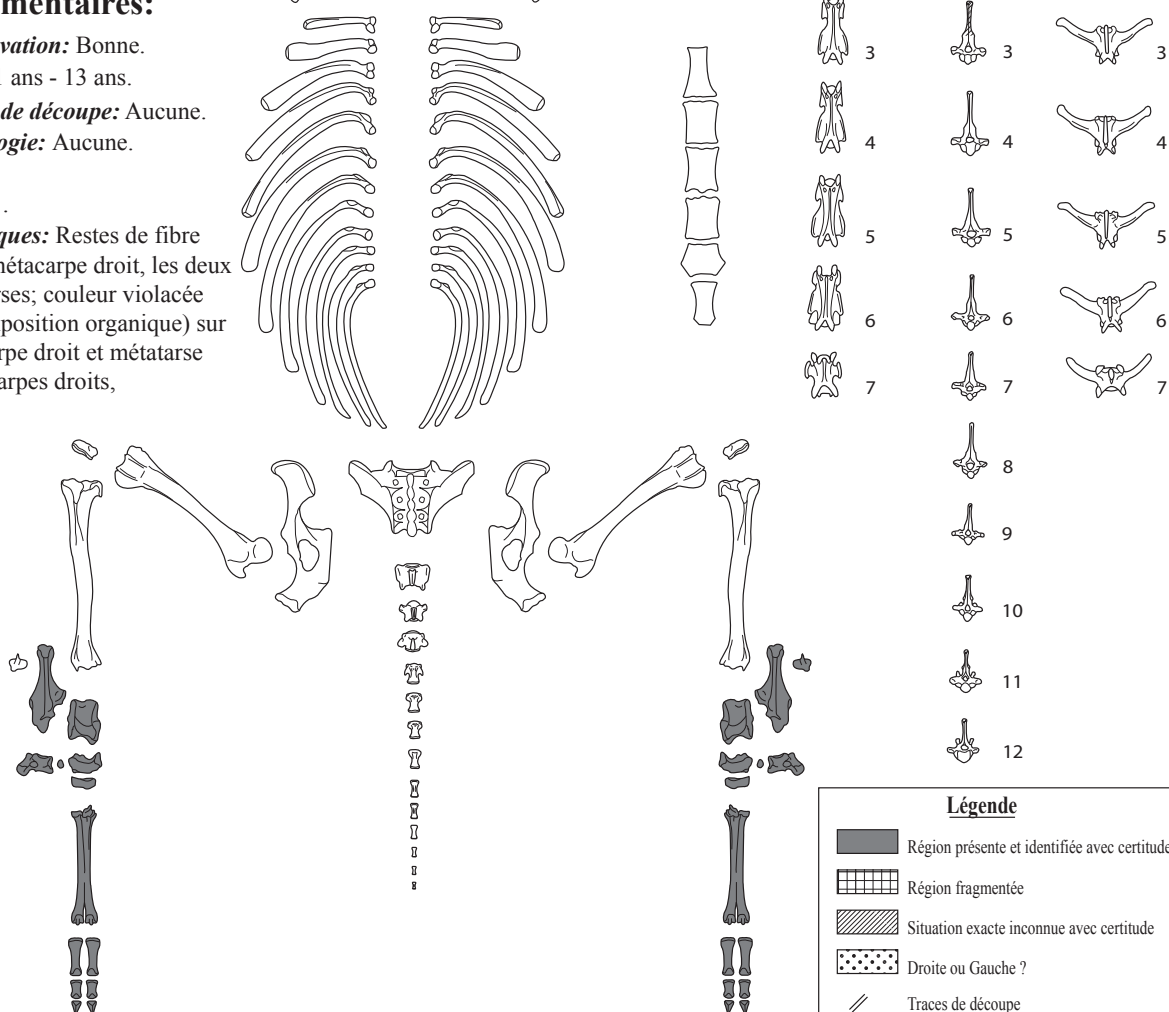 mentaires:
vation: Bonne.
ans - 13 ans.
de découpe: Aucune.
ogie: Aucune.
.
ques: Restes de fibre
métacarpe droit, les deux
rses; couleur violacée
position organique) sur
rpe droit et métatarse
arpes droits,
3
4
5
6
7
3
4
5
6
7
8
9
10
11
12
3
4
5
6
7
Légende
Région présente et identifiée avec certitude
Région fragmentée
Situation exacte inconnue avec certitude
Droite ou Gauche ?
Traces de découpe